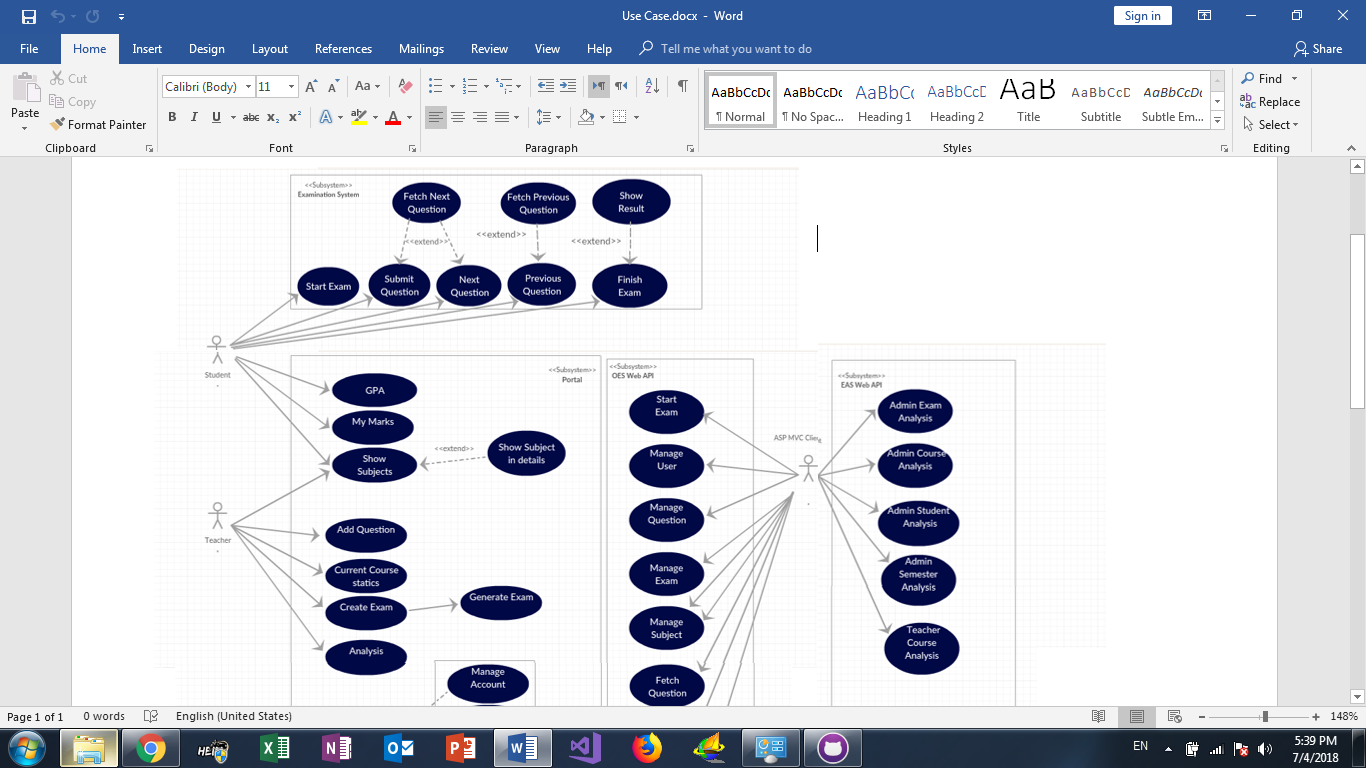 Use Case.docx - Word
Sign in
File
Home
Insert
Design
Layout
References
Mailings
Review
View
Help
Tell me what you want to do
Share
Paste
Cut
Copy
Format Painter
Clipboard
Calibri (Body)
11
Font
Paragraph
AaBbCcDc
¶ Normal
AaBbCcDc
¶ No Spac...
AaBbCc
Heading 1
AaBbCcD
Heading 2
AaB
Title
AaBbCcD
Subtitle
AaBbCcDc
Subtle Em...
Styles
Find
Replace
Select
Editing
<<Subsystem>>
Examination System
Fetch Next
Question
Fetch Previous
Question
Show
Result
<<extend>>
<<extend>>
<<extend>>
Start Exam
Submit
Question
Next
Question
Previous
Question
Finish
Exam
Student
<<Subsystem>>
Portal
GPA
My Marks
Show
Subjects
<<extend>>
Show Subject
in details
Teacher
Add Question
Current Course
statics
Create Exam
Generate Exam
Analysis
Manage
Account
<<Subsystem>>
OES Web API
Start
Exam
Manage
User
Manage
Question
Manage
Exam
Manage
Subject
Fetch
Question
ASP MVC Clien
<<Subsystem>>
EAS Web API
Admin Exam
Analysis
Admin Course
Analysis
Admin Student
Analysis
Admin
Semester
Analysis
Teacher
Course
Analysis
Page 1 of 1
0 words
English (United States)
148%
EN
5:39 PM
7/4/2018